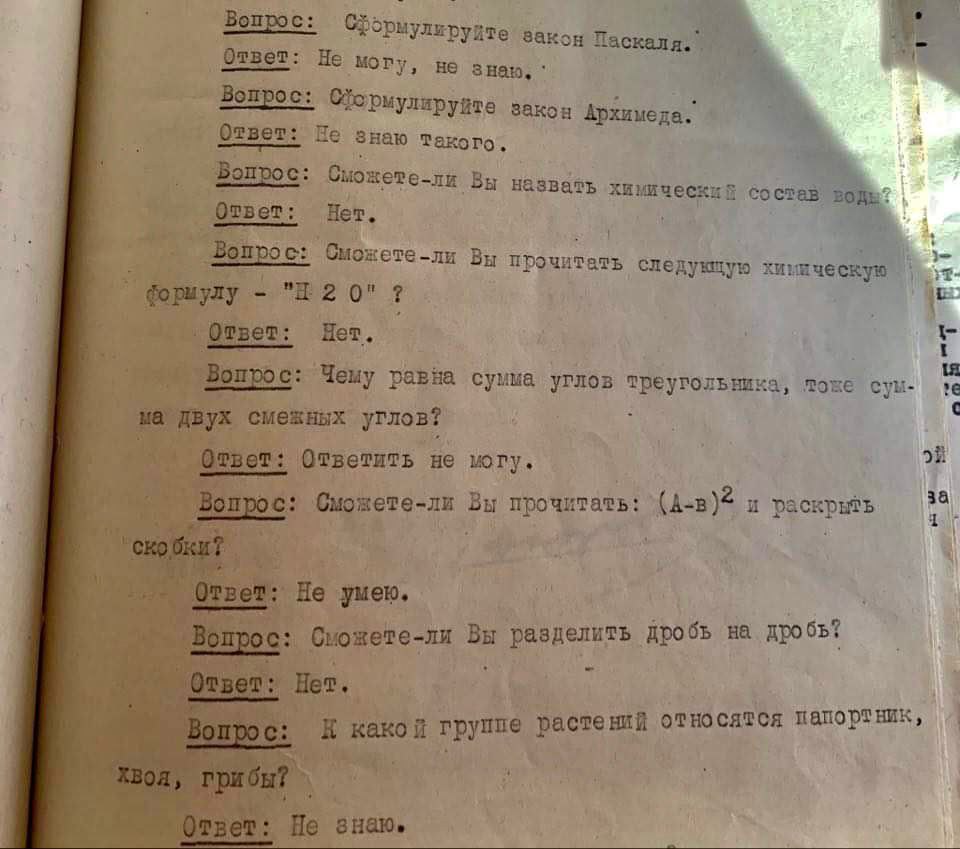 Вопрос: Сформулируйте закон Паскаля.
Ответ: Не могу, не знаю.
Вопрос: Сформулируйте закон Архимеда.
Ответ: Не знаю такого.
Вопрос: Сможете-ли Вы назвать химический состав воды?
Ответ: Нет.
Вопрос: Сможете-ли Вы прочитать следующую химическую
формулу - "Н 2 О" ?
Ответ: Нет.
Вопрос: Чему равна сумма углов треугольника, тоже сум-
ма двух смежных углов?
Ответ: Ответить не могу.
Вопрос: Сможете-ли Вы прочитать: (А-в)2 и раскрыть
скобки?
Ответ: Не умею.
Вопрос: Сможете-ли Вы разделить дробь на дробь?
Ответ: Нет.
Вопрос: К какой группе растений относятся папортник,
хвоя, грибы?
Ответ: Не знаю.